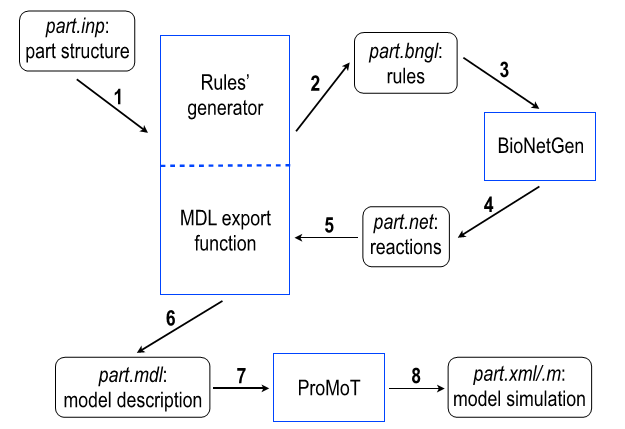 part.inp:
part structure
1
Rules’
generator
2
part.bngl:
rules
3
BioNetGen
4
part.net:
reactions
5
MDL export
function
6
part.mdl:
model description
7
ProMoT
8
part.xml/.m:
model simulation